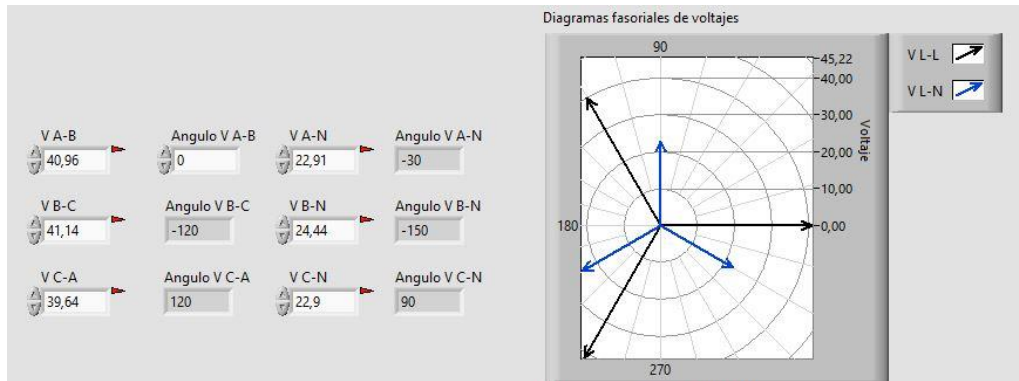 Diagramas fasoriales de voltajes
V A-B Angulo V A-B V A-N Angulo V A-N
40,96 0 22,91 -30
V B-C Angulo V B-C V B-N Angulo V B-N
41,14 -120 24,44 -150
V C-A Angulo V C-A V C-N Angulo V C-N
39,64 120 22,9 90
90
180
270
45,22
40,00
30,00
20,00
10,00
0,00
Voltaje
V L-L
V L-N